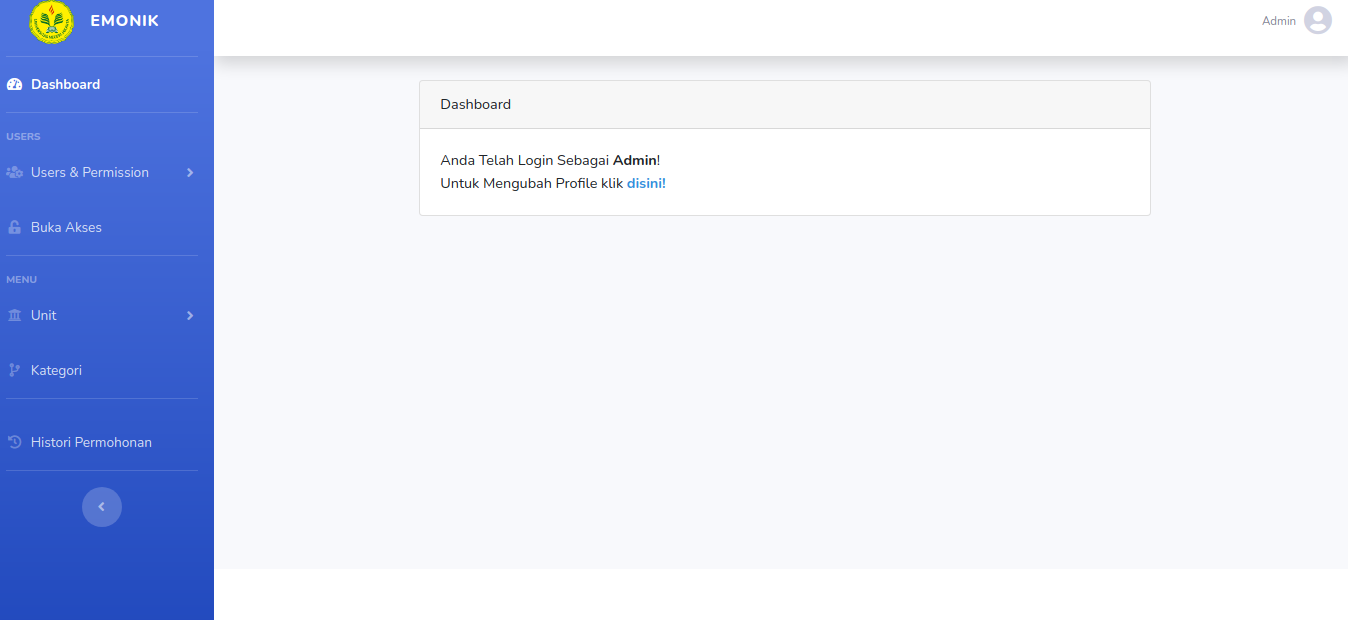 EMONIK
Admin
Dashboard
USERS
Users & Permission
Buka Akses
MENU
Unit
Kategori
Histori Permohonan
Dashboard
Anda Telah Login Sebagai Admin!
Untuk Mengubah Profile klik disini!